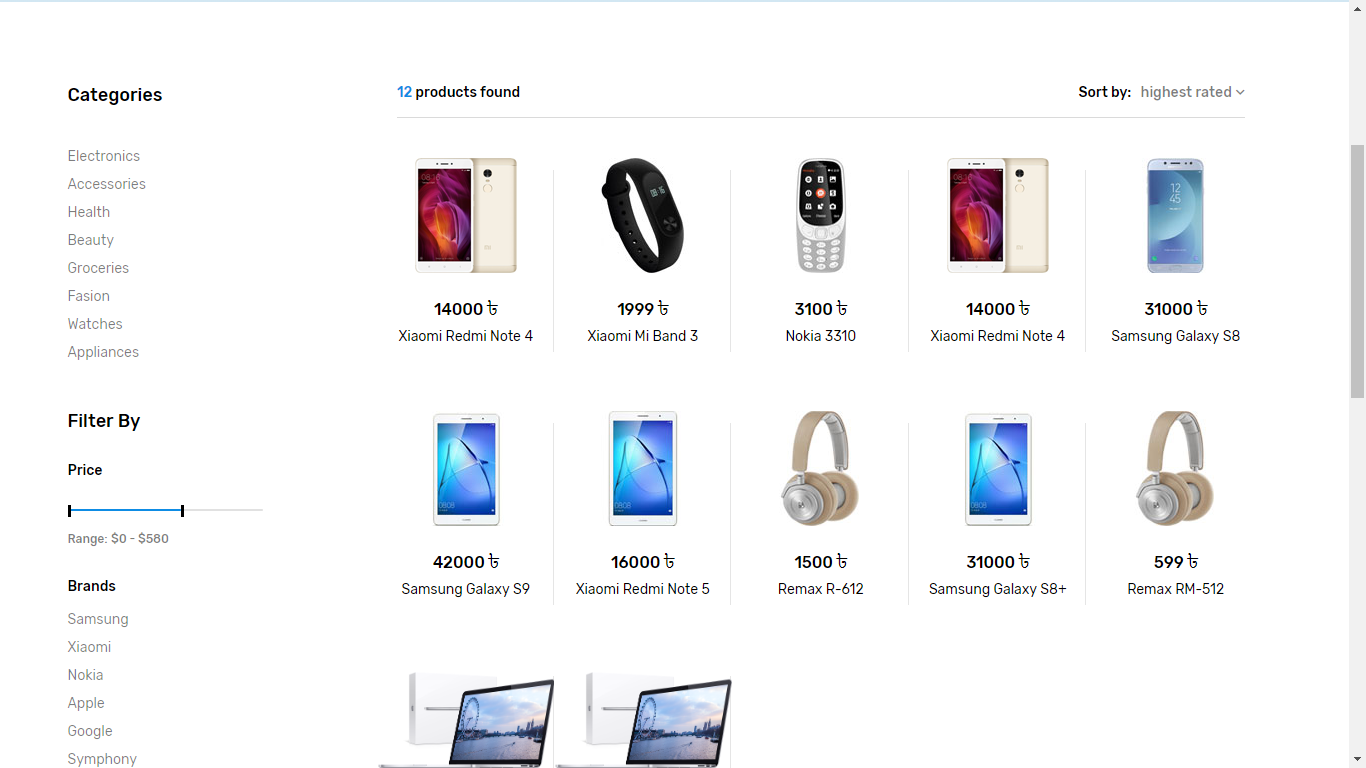 Categories
Electronics
Accessories
Health
Beauty
Groceries
Fasion
Watches
Appliances
Filter By
Price
Range: $0 - $580
Brands
Samsung
Xiaomi
Nokia
Apple
Google
Symphony
12 products found
Sort by: highest rated
14000 ৳
Xiaomi Redmi Note 4
1999 ৳
Xiaomi Mi Band 3
3100 ৳
Nokia 3310
14000 ৳
Xiaomi Redmi Note 4
12
45
31000 ৳
Samsung Galaxy S8
42000 ৳
Samsung Galaxy S9
16000 ৳
Xiaomi Redmi Note 5
1500 ৳
Remax R-612
31000 ৳
Samsung Galaxy S8+
599 ৳
Remax RM-512